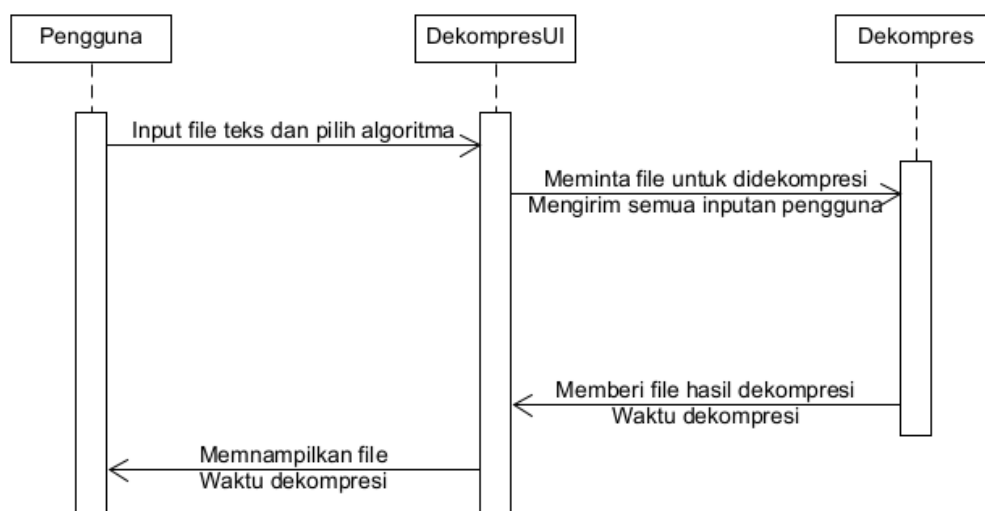 Pengguna
DekompresUI
Dekompres
Input file teks dan pilih algoritma
Meminta file untuk didekompresi
Mengirim semua inputan pengguna
Memberi file hasil dekompresi
Waktu dekompresi
Memnampilkan file
Waktu dekompresi